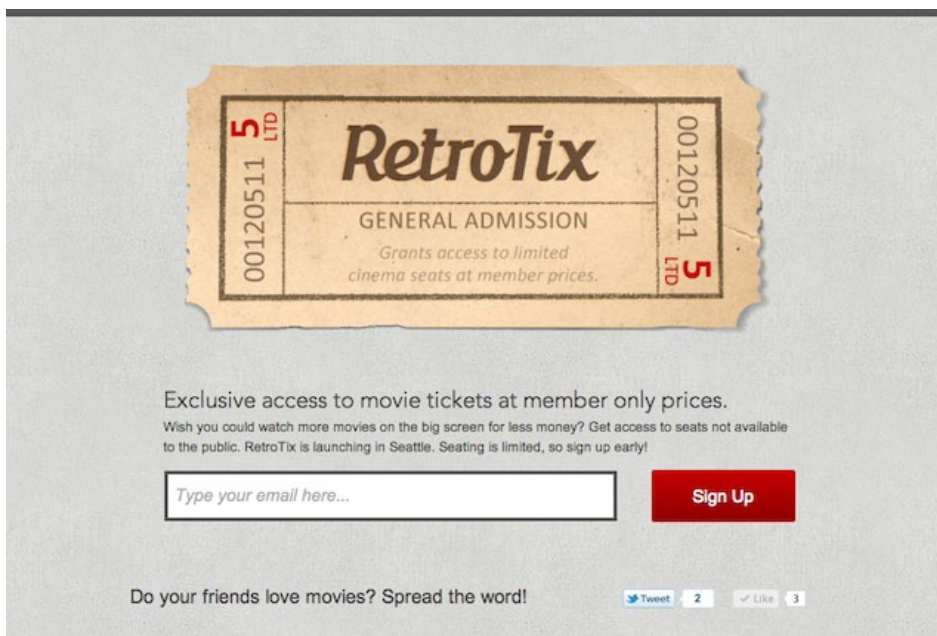 5
LTD
00120511
RetroTix
GENERAL ADMISSION
Grants access to limited
cinema seats at member prices.
00120511
5
LTD
Exclusive access to movie tickets at member only prices.
Wish you could watch more movies on the big screen for less money? Get access to seats not available
to the public. RetroTix is launching in Seattle. Seating is limited, so sign up early!
Type your email here...
Sign Up
Do your friends love movies? Spread the word!
Tweet 2
Like 3